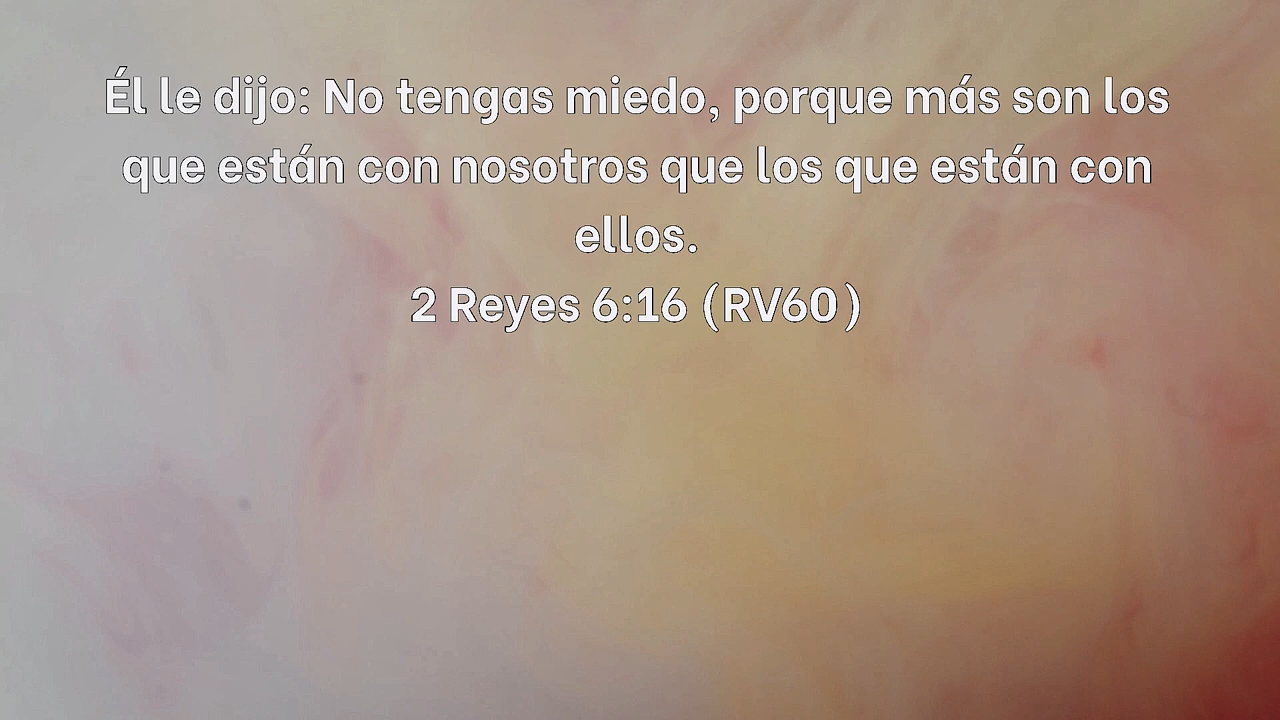 Él le dijo: No tengas miedo, porque más son los
que están con nosotros que los que están con
ellos.
2 Reyes 6:16 (RV60)